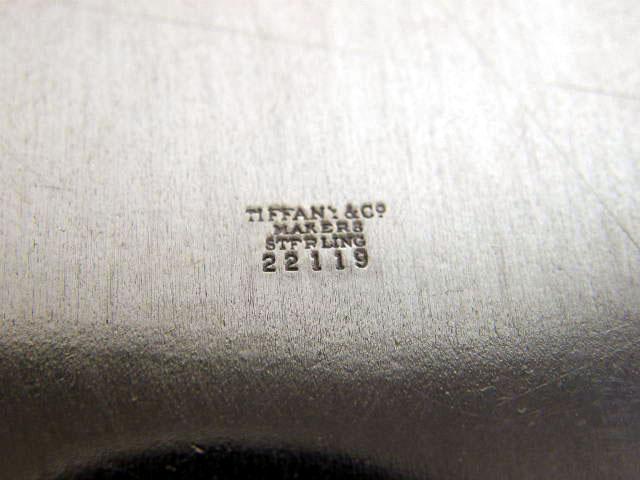 TIFFANY & Co
MAKERS
STERLING
22119